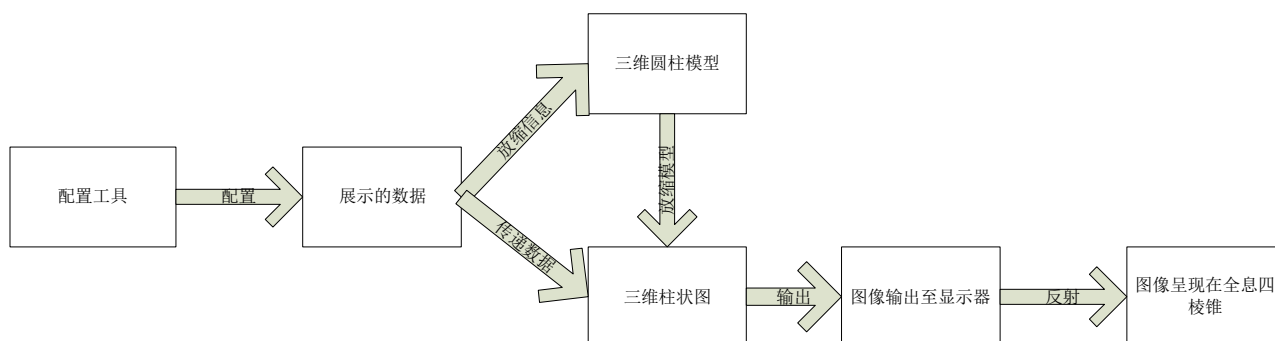 三维圆柱模型
放缩信息
配置工具
配置
展示的数据
放缩模型
传递数据
三维柱状图
输出
图像输出至显示器
反射
图像呈现在全息四
棱锥